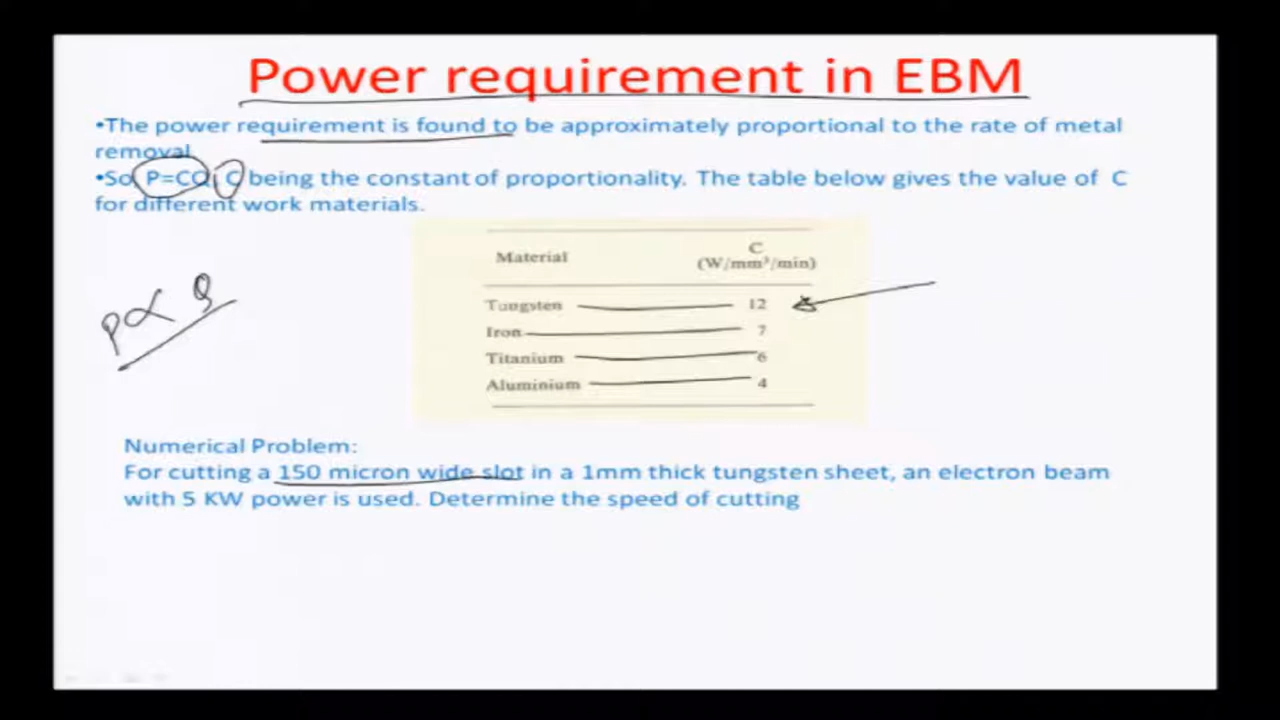 Power requirement in EBM
•The power requirement is found to be approximately proportional to the rate of metal
removal
•So P=CQ, C being the constant of proportionality. The table below gives the value of C
for different work materials.
Material C
(W/mm³/min)
Tungsten 12
Iron 7
Titanium 6
Aluminium 4
P∝ Q
Numerical Problem:
For cutting a 150 micron wide slot in a 1mm thick tungsten sheet, an electron beam
with 5 KW power is used. Determine the speed of cutting